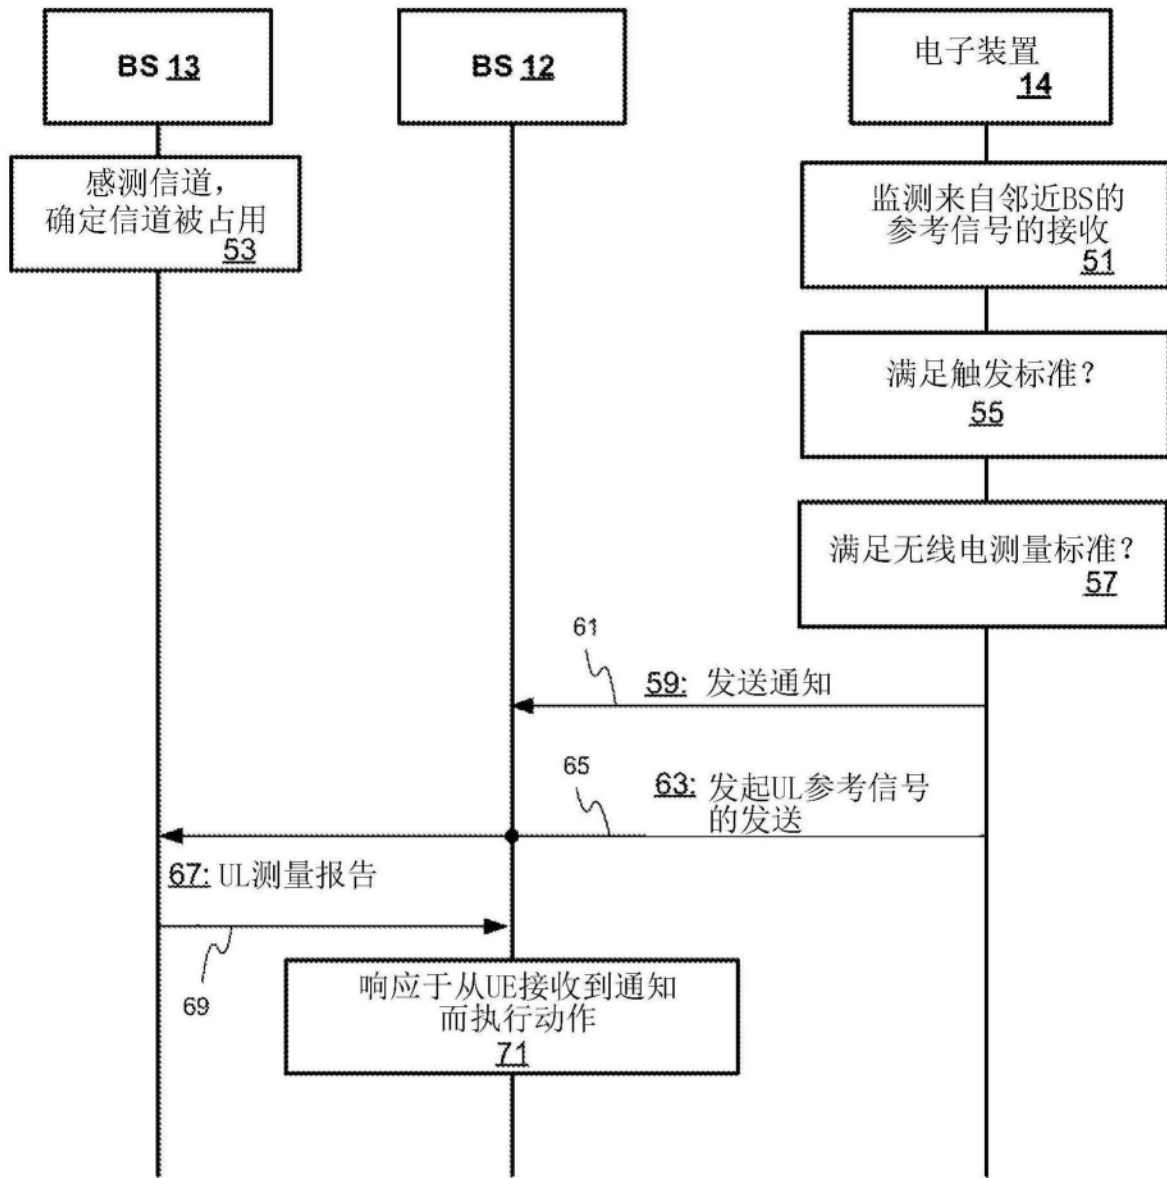 BS 13
BS 12
电子装置
14
感测信道，
确定信道被占用
53
监测来自邻近BS的
参考信号的接收
51
满足触发标准？
55
满足无线电测量标准？
57
61
59: 发送通知
65
63: 发起UL参考信号
的发送
67: UL测量报告
69
响应于从UE接收到通知
而执行动作
71